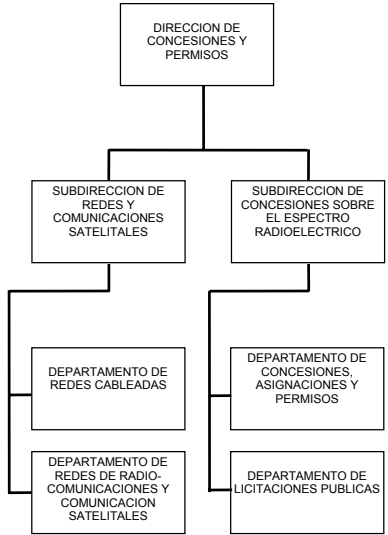 DIRECCION DE
CONCESIONES Y
PERMISOS
SUBDIRECCION DE
REDES Y
COMUNICACIONES
SATELITALES
SUBDIRECCION DE
CONCESIONES SOBRE
EL ESPECTRO
RADIOELECTRICO
DEPARTAMENTO DE
REDES CABLEADAS
DEPARTAMENTO DE
CONCESIONES,
ASIGNACIONES Y
PERMISOS
DEPARTAMENTO DE
REDES DE RADIO-
COMUNICACIONES Y
COMUNICACION
SATELITALES
DEPARTAMENTO DE
LICITACIONES PUBLICAS